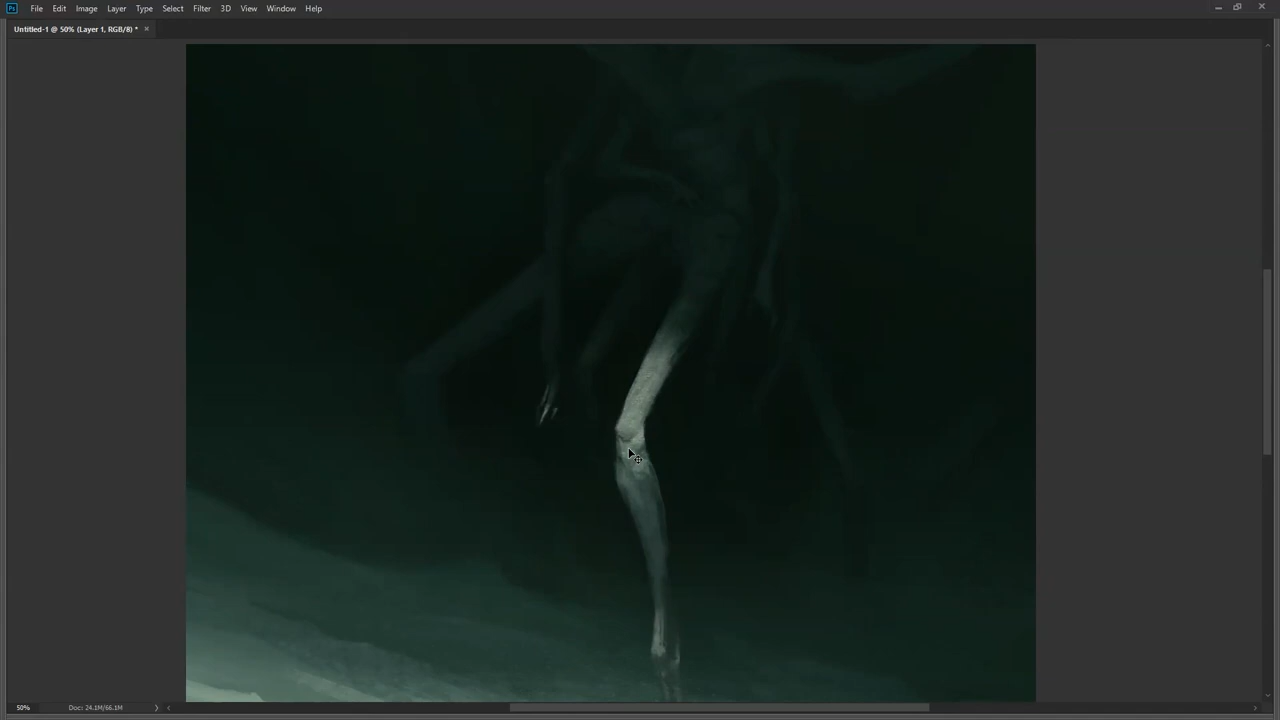 Ps File Edit Image Layer Type Select Filter 3D View Window Help
Untitled-1 @ 50% (Layer 1, RGB/8) *
50% Doc: 24.1M/66.1M